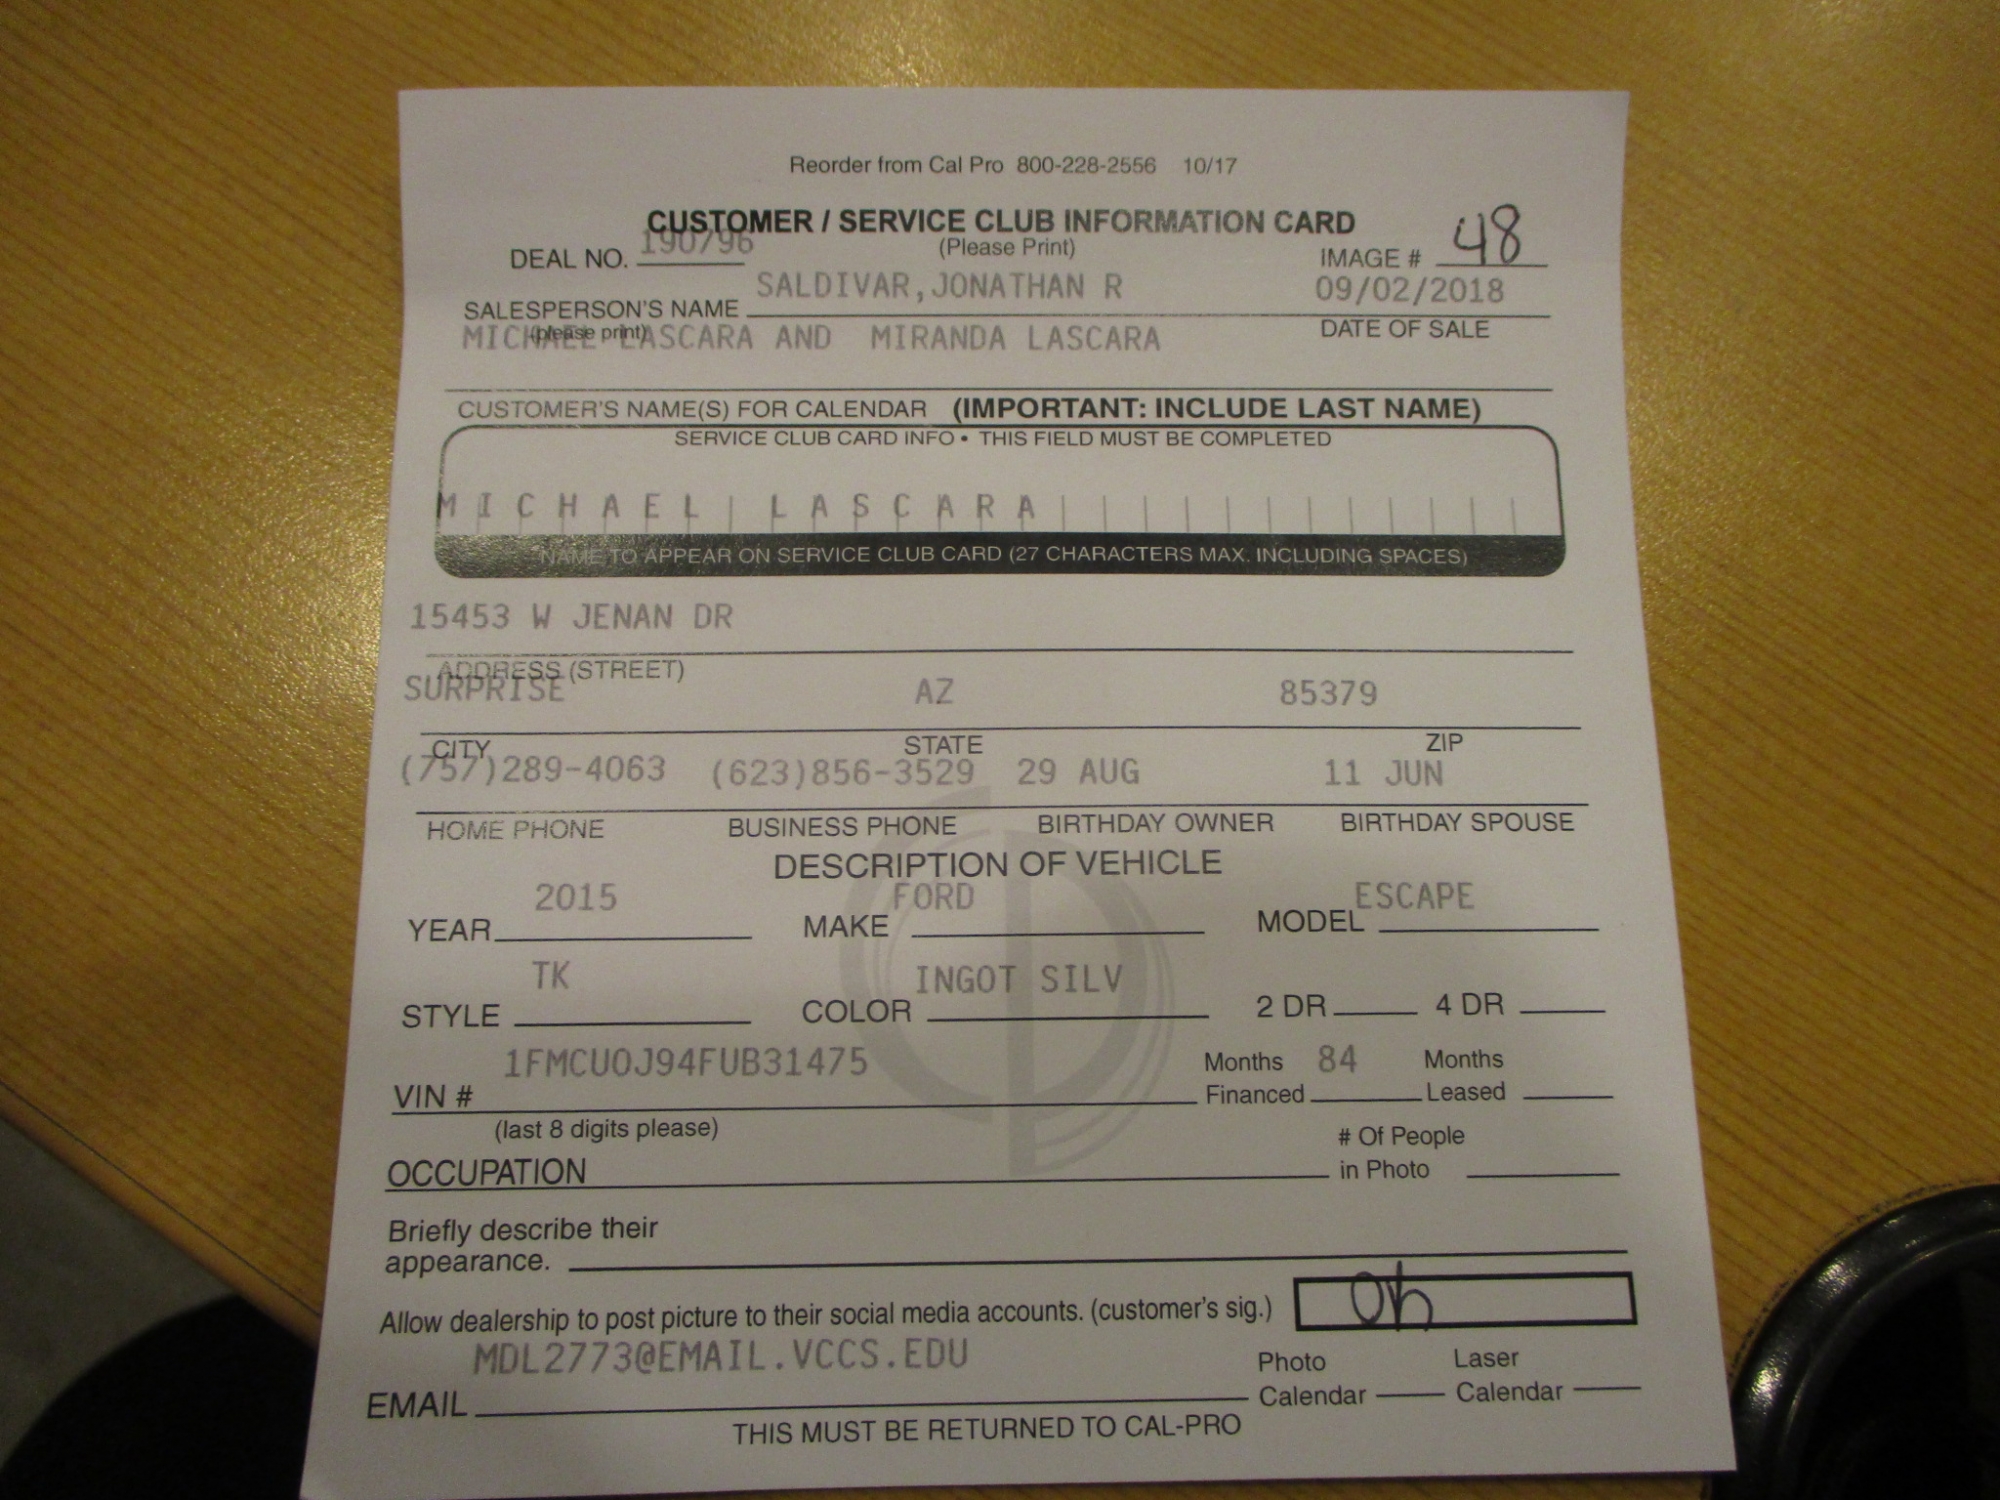 Reorder from Cal Pro 800-228-2556 10/17
CUSTOMER / SERVICE CLUB INFORMATION CARD
(Please Print)
DEAL NO. 190796
IMAGE # 48
SALESPERSON'S NAME SALDIVAR,JONATHAN R
(please print)
09/02/2018
DATE OF SALE
MICHAEL LASCARA AND MIRANDA LASCARA
CUSTOMER'S NAME(S) FOR CALENDAR (IMPORTANT: INCLUDE LAST NAME)
SERVICE CLUB CARD INFO • THIS FIELD MUST BE COMPLETED
MICHAEL LASCARA
NAME TO APPEAR ON SERVICE CLUB CARD (27 CHARACTERS MAX. INCLUDING SPACES)
15453 W JENAN DR
ADDRESS (STREET)
SURPRISE AZ 85379
CITY STATE ZIP
(757)289-4063 (623)856-3529 29 AUG 11 JUN
HOME PHONE BUSINESS PHONE BIRTHDAY OWNER BIRTHDAY SPOUSE
DESCRIPTION OF VEHICLE
YEAR 2015 MAKE FORD MODEL ESCAPE
STYLE TK COLOR INGOT SILV 2 DR 4 DR
VIN # 1FMCU0J94FUB31475
(last 8 digits please)
Months Financed 84 Months Leased
OCCUPATION
# Of People in Photo
Briefly describe their
appearance.
Allow dealership to post picture to their social media accounts. (customer's sig.)
EMAIL MDL2773@EMAIL.VCCS.EDU
Photo Calendar Laser Calendar
THIS MUST BE RETURNED TO CAL-PRO